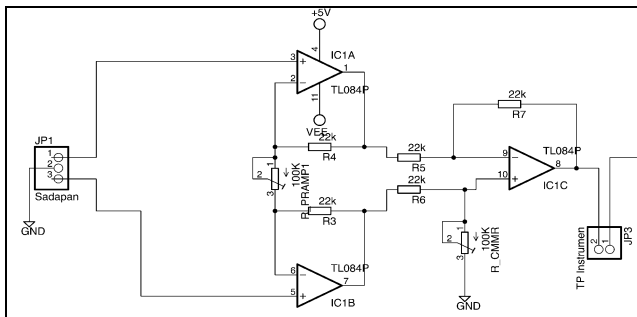 +5V
4
IC1A
3
+
2
−
1
TL084P
11
VEE
22k
R4
22k
R7
JP1
1
2
3
Sadapan
GND
1
2
3
100K
R_PRAMP1
22k
R5
9
−
10
+
8
TL084P
IC1C
22k
R6
22k
R3
1
2
3
100K
R_CMMR
GND
6
−
5
+
7
TL084P
IC1B
TP Instrumen
2
1
JP3